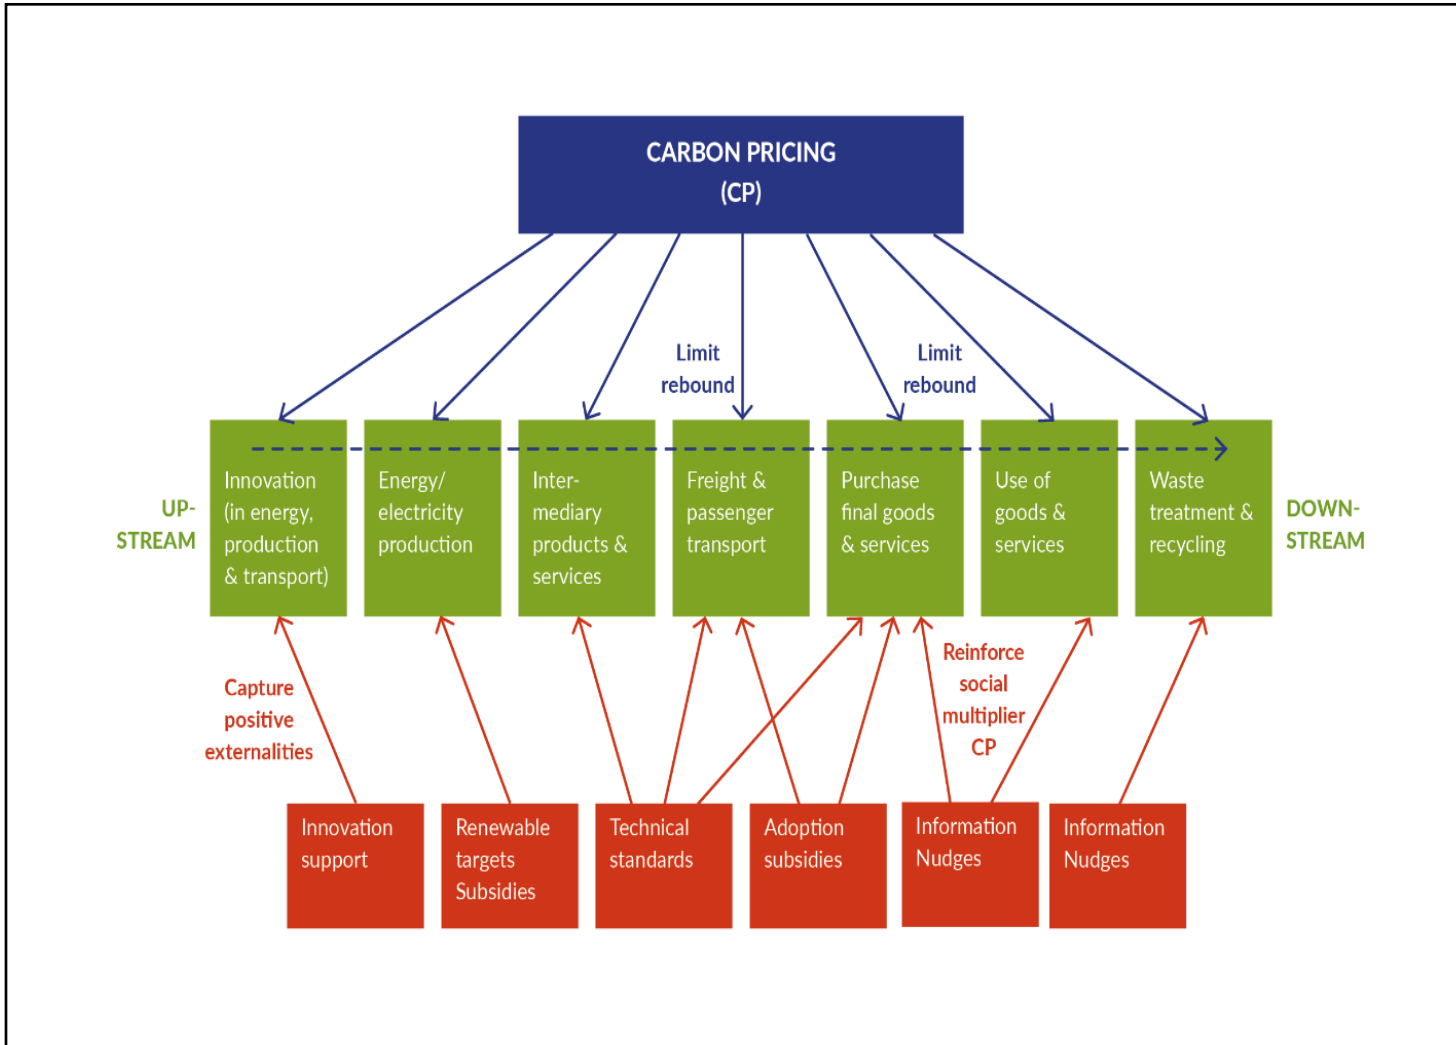 CARBON PRICING
(CP)
Limit
rebound
Limit
rebound
UP-
STREAM
Innovation
(in energy,
production
& transport)
Energy/
electricity
production
Inter-
mediary
products &
services
Freight &
passenger
transport
Purchase
final goods
& services
Use of
goods &
services
Waste
treatment &
recycling
DOWN-
STREAM
Capture
positive
externalities
Reinforce
social
multiplier
CP
Innovation
support
Renewable
targets
Subsidies
Technical
standards
Adoption
subsidies
Information
Nudges
Information
Nudges